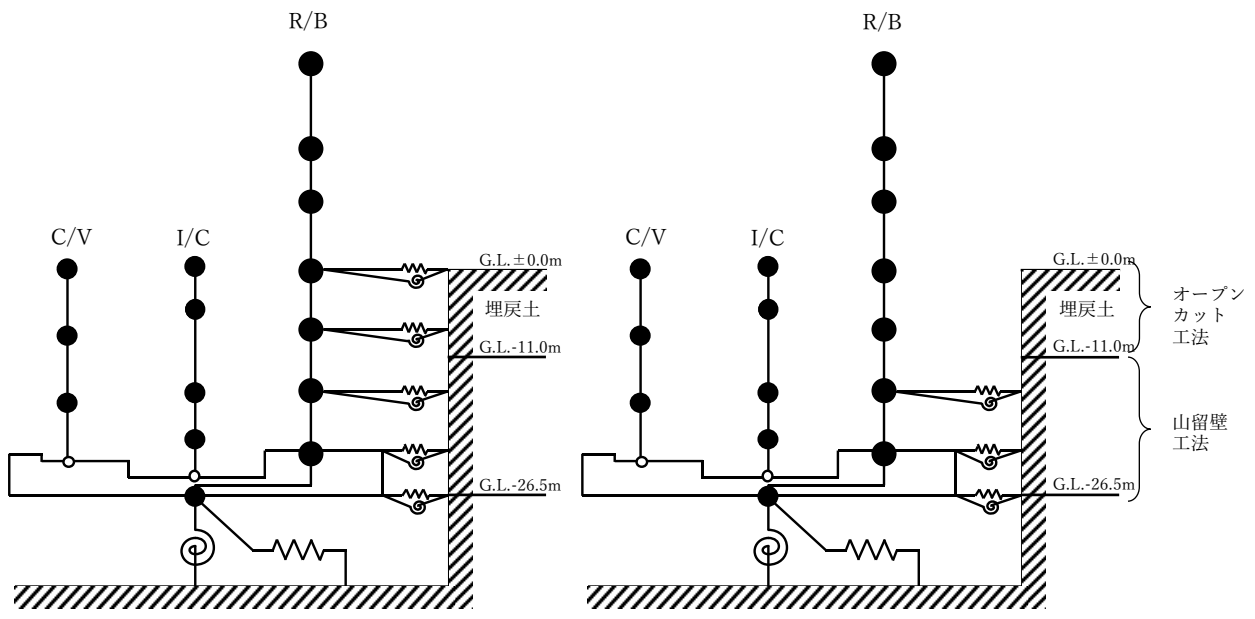 R/B
C/V
I/C
G.L.±0.0m
埋戻土
G.L.-11.0m
G.L.-26.5m
R/B
C/V
I/C
G.L.±0.0m
埋戻土
G.L.-11.0m
G.L.-26.5m
オープン
カット
工法
山留壁
工法